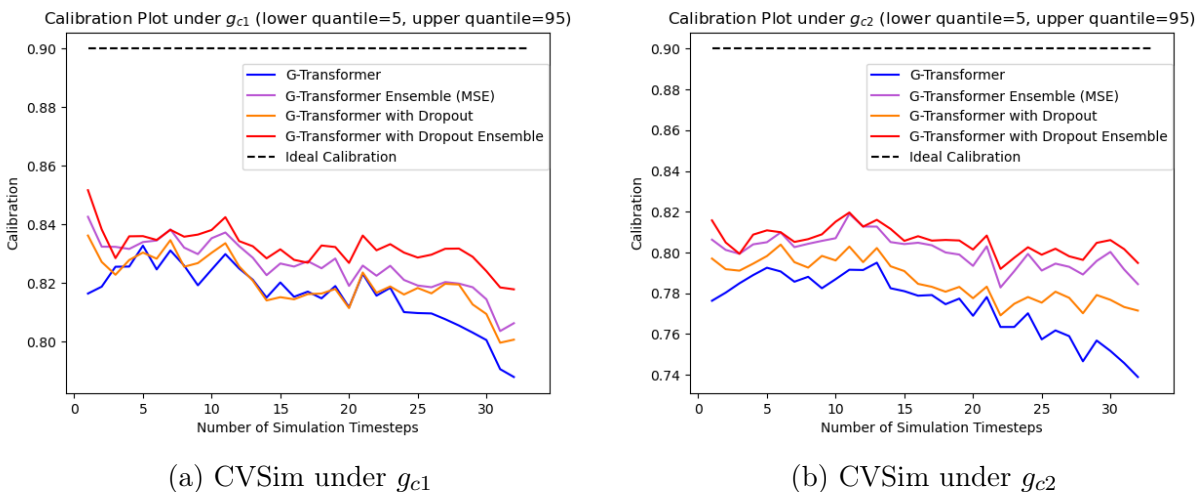 Calibration Plot under g_c1 (lower quantile=5, upper quantile=95)
0.90
0.88
0.86
0.84
0.82
0.80
Calibration
G-Transformer
G-Transformer Ensemble (MSE)
G-Transformer with Dropout
G-Transformer with Dropout Ensemble
Ideal Calibration
0 5 10 15 20 25 30
Number of Simulation Timesteps
(a) CVSim under g_c1
Calibration Plot under g_c2 (lower quantile=5, upper quantile=95)
0.90
0.88
0.86
0.84
0.82
0.80
0.78
0.76
0.74
Calibration
G-Transformer
G-Transformer Ensemble (MSE)
G-Transformer with Dropout
G-Transformer with Dropout Ensemble
Ideal Calibration
0 5 10 15 20 25 30
Number of Simulation Timesteps
(b) CVSim under g_c2